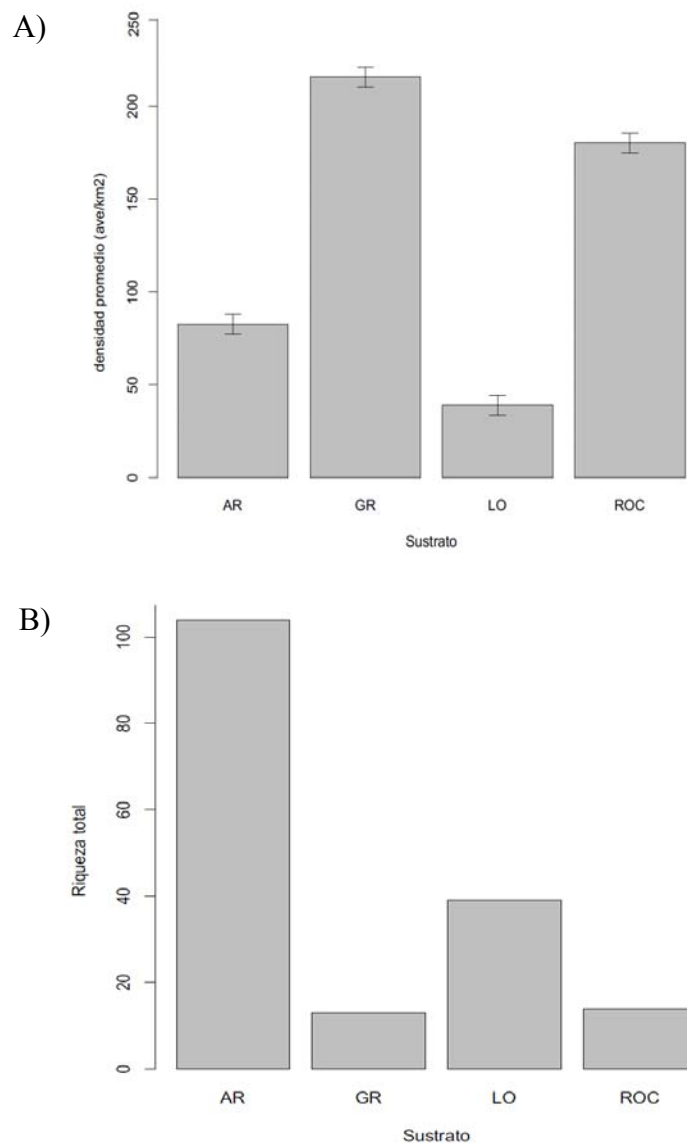 A)
densidad promedio (ave/km2)
250
200
150
100
50
0
AR GR LO ROC
Sustrato
B)
Riqueza total
100
80
60
40
20
0
AR GR LO ROC
Sustrato